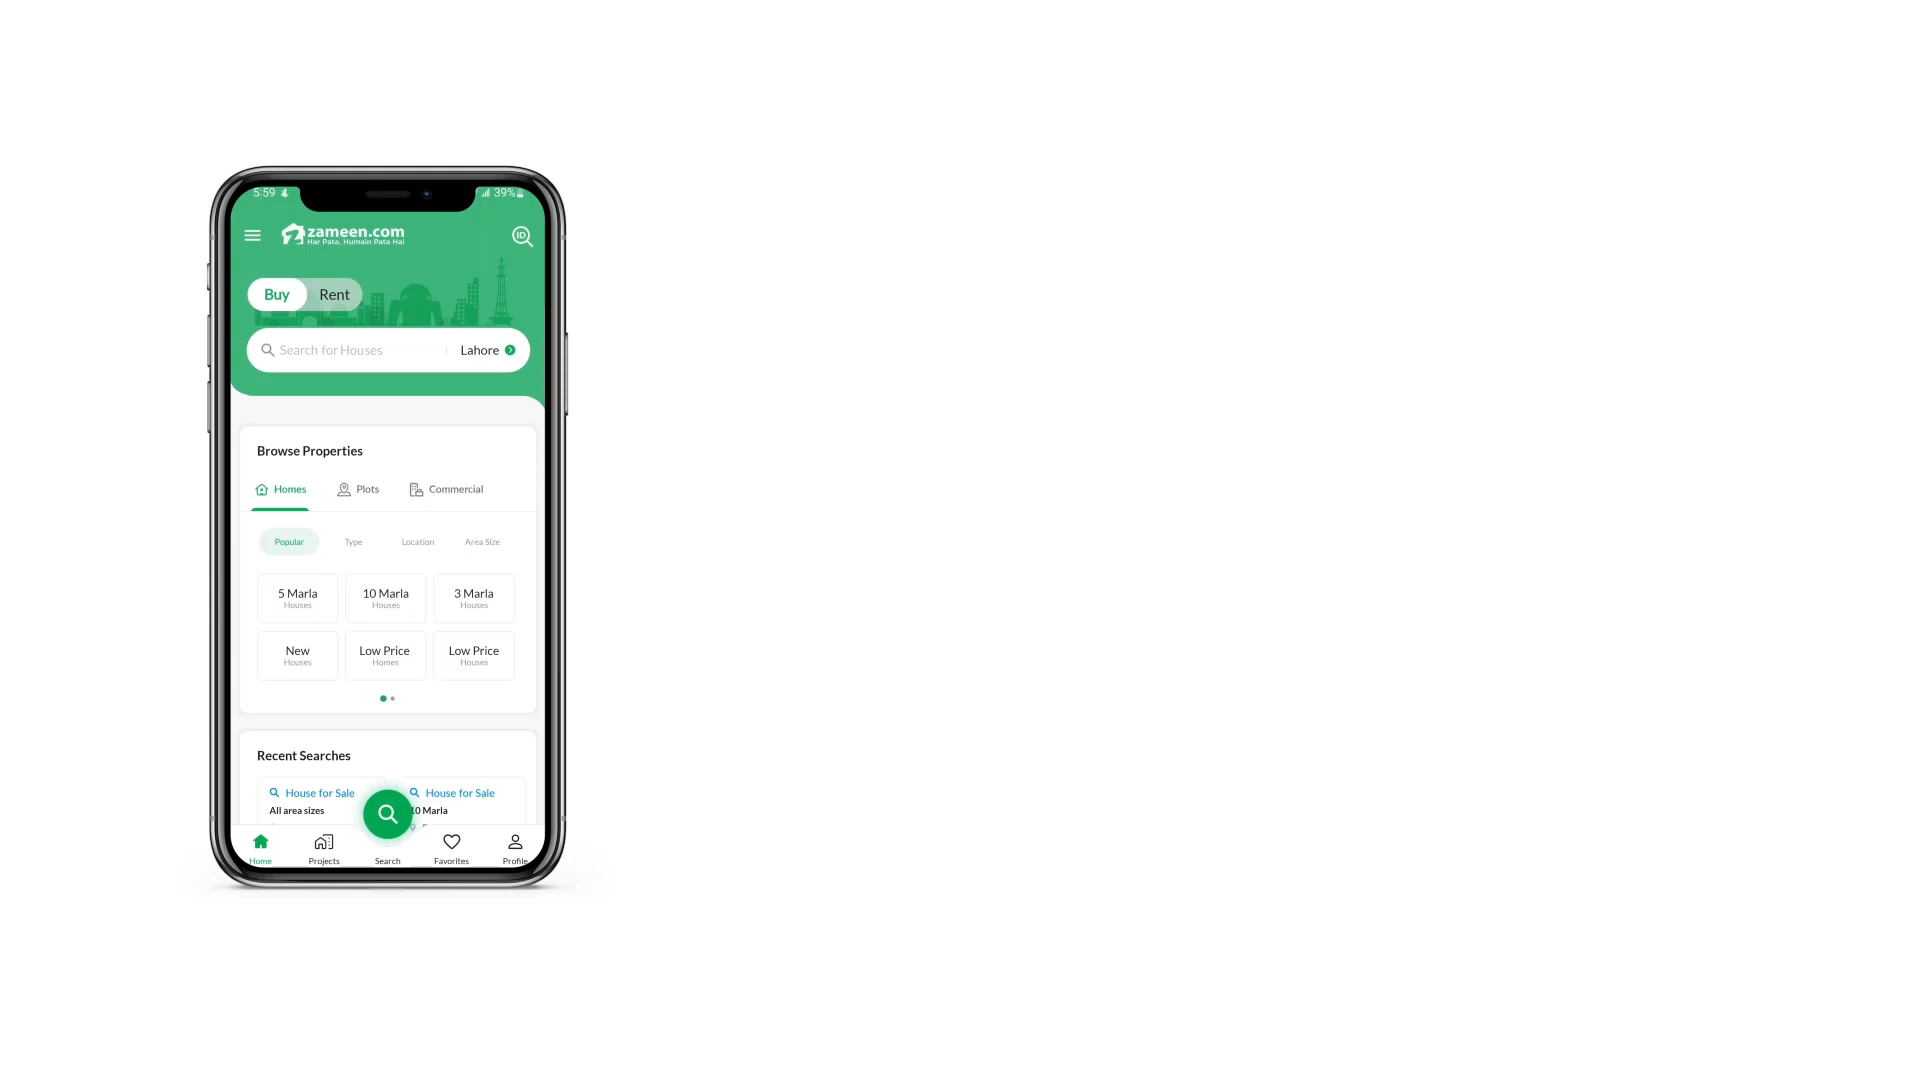 5:59
39%
zameen.com
Har Pata, Humain Pata Hai
ID
Buy Rent
Search for Houses Lahore
Browse Properties
Homes Plots Commercial
Popular Type Location Area Size
5 Marla 10 Marla 3 Marla
Houses Houses Houses
New Low Price Low Price
Houses Homes Houses
Recent Searches
House for Sale House for Sale
All area sizes 10 Marla
Home Projects Search Favorites Profile